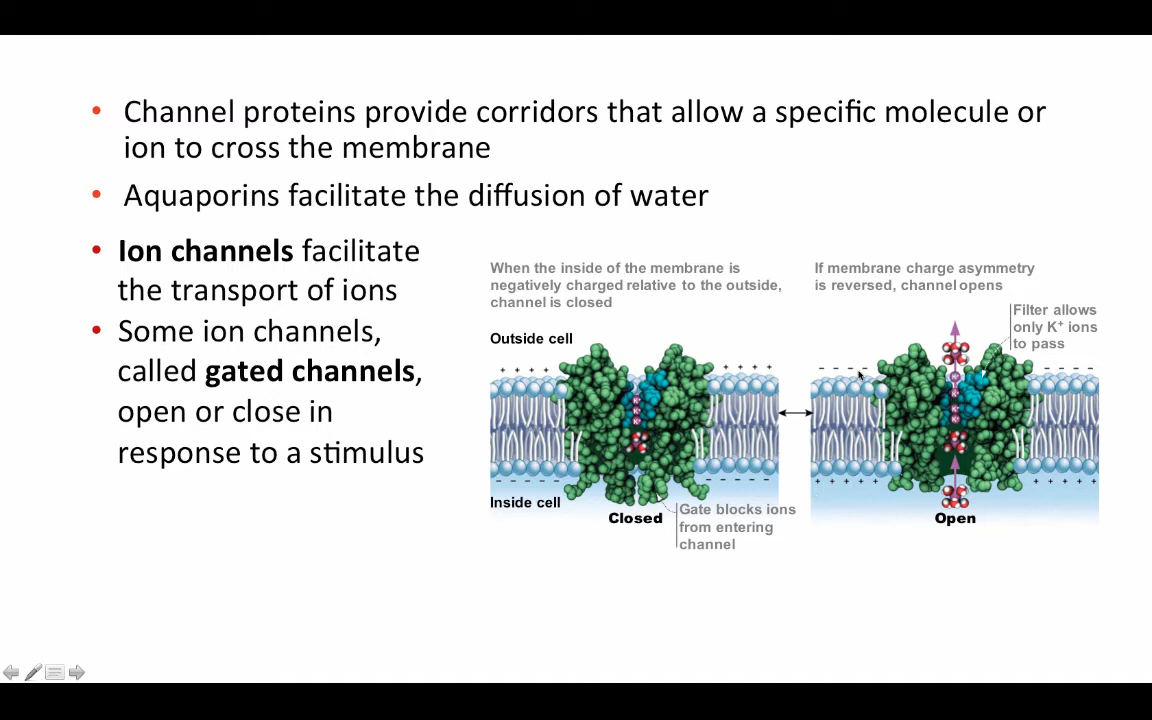 Channel proteins provide corridors that allow a specific molecule or
ion to cross the membrane
Aquaporins facilitate the diffusion of water
Ion channels facilitate
the transport of ions
Some ion channels,
called gated channels,
open or close in
response to a stimulus
When the inside of the membrane is
negatively charged relative to the outside,
channel is closed
Outside cell
+ + + +
+ + + +
K+
K+
K+
- - - -
- - - -
Inside cell
Closed
Gate blocks ions
from entering
channel
If membrane charge asymmetry
is reversed, channel opens
Filter allows
only K+ ions
to pass
- - - -
- - - -
+ + + +
+ + + +
Open